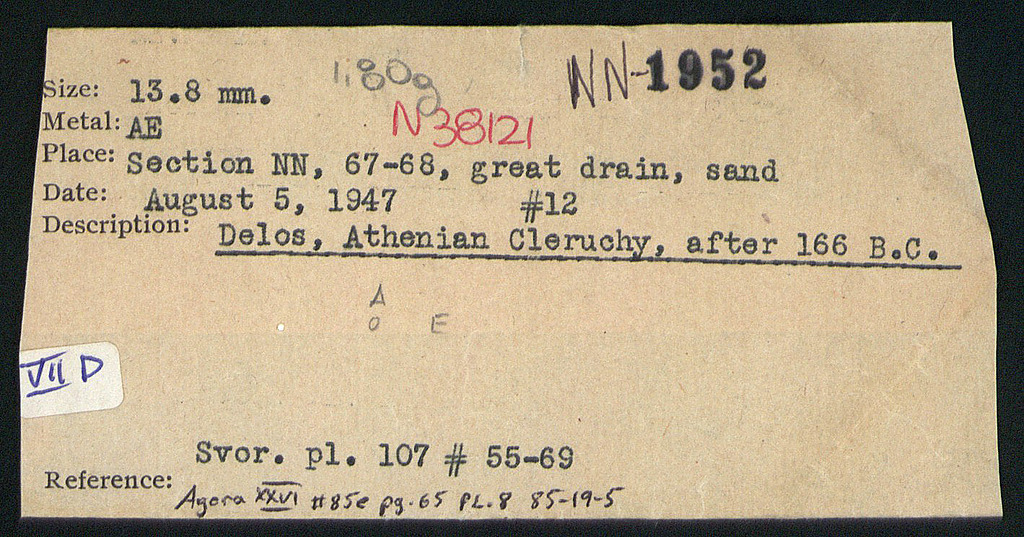 1.80g
NN-1952
Size: 13.8 mm.
N38121
Metal: AE
Place: Section NN, 67-68, great drain, sand
Date: August 5, 1947 #12
Description: Delos, Athenian Cleruchy, after 166 B.C.
A
O E
VII D
Svor. pl. 107 # 55-69
Reference: Agora XXVI #85e pg.65 PL.8 85-19-5